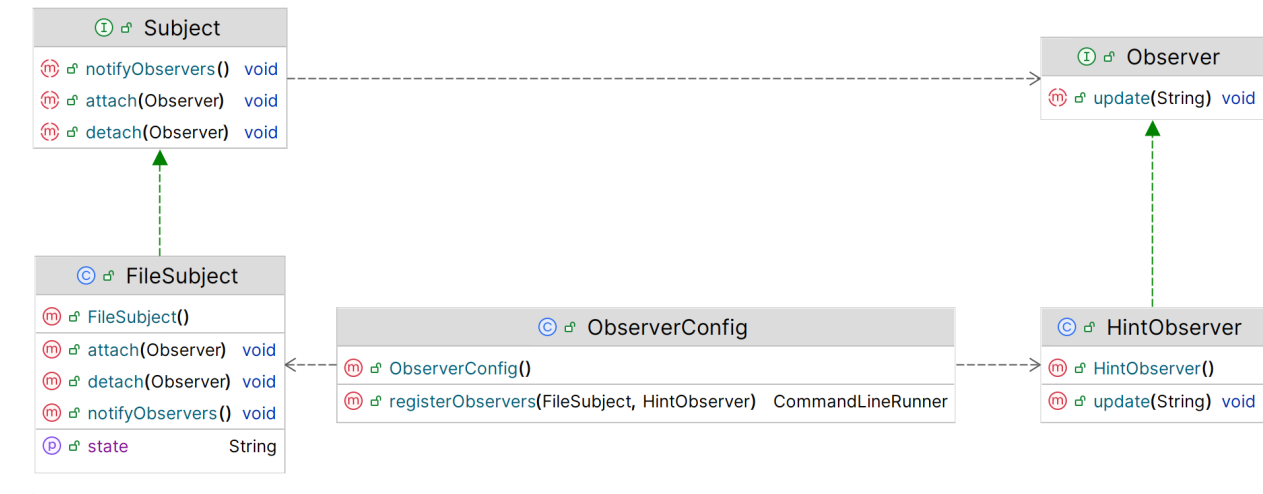 Subject
notifyObservers() void
attach(Observer) void
detach(Observer) void
Observer
update(String) void
FileSubject
FileSubject()
attach(Observer) void
detach(Observer) void
notifyObservers() void
state String
ObserverConfig
ObserverConfig()
registerObservers(FileSubject, HintObserver) CommandLineRunner
HintObserver
HintObserver()
update(String) void